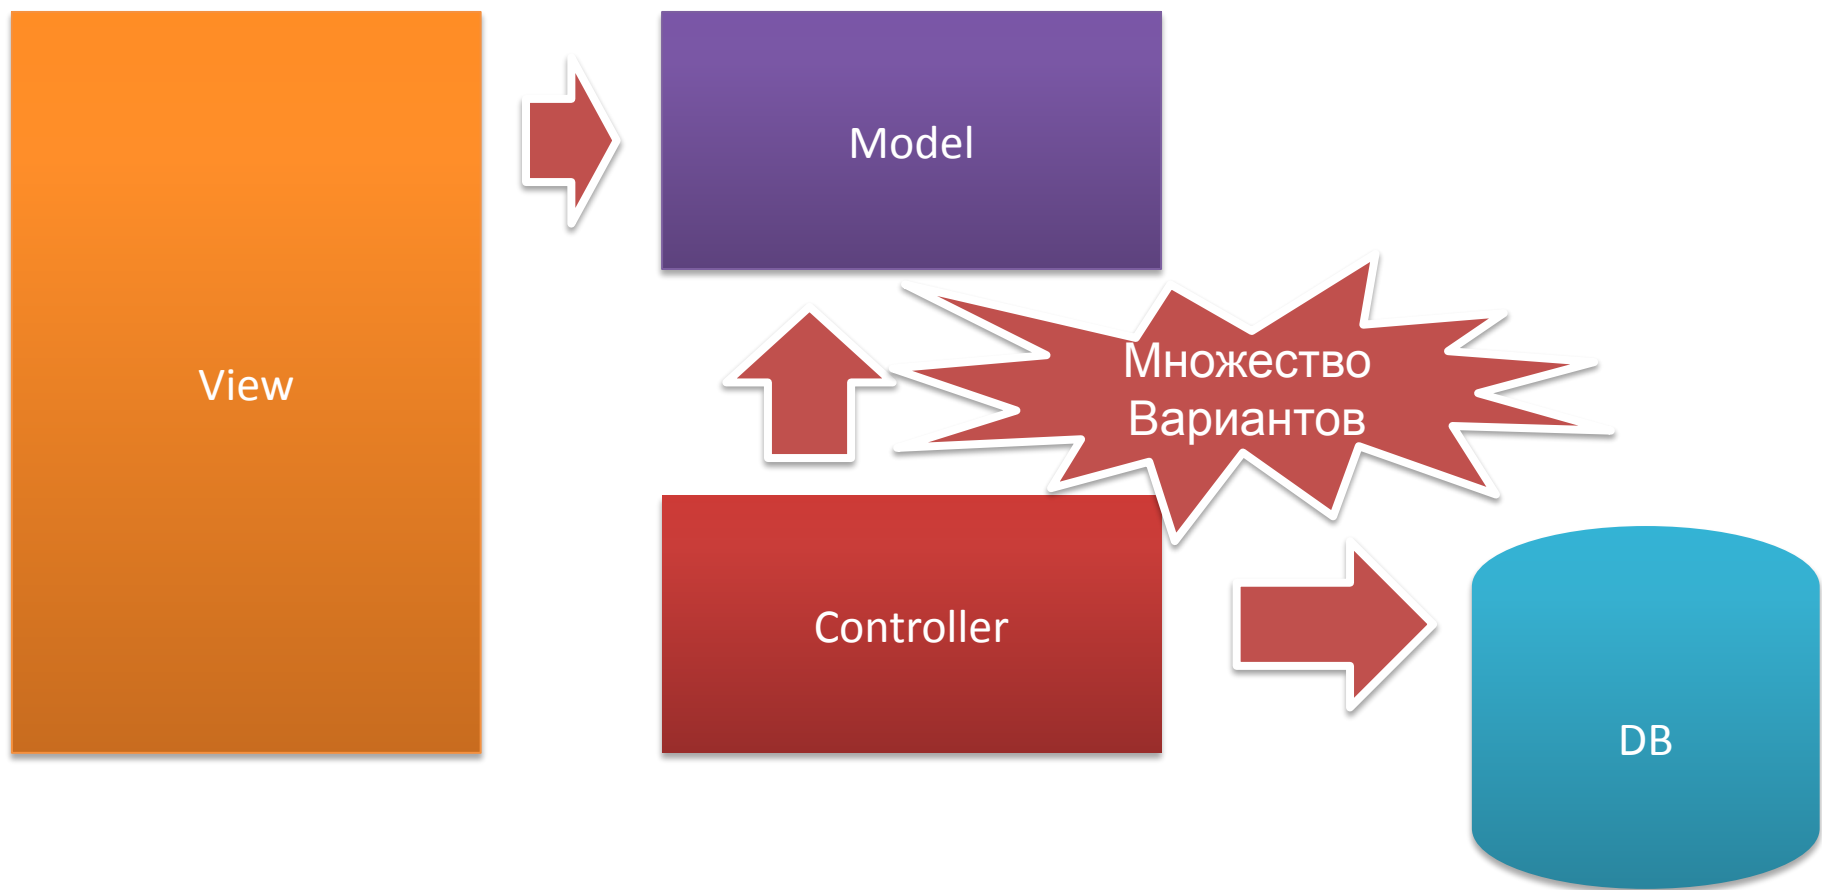 Model
View
Множество
Вариантов
Controller
DB